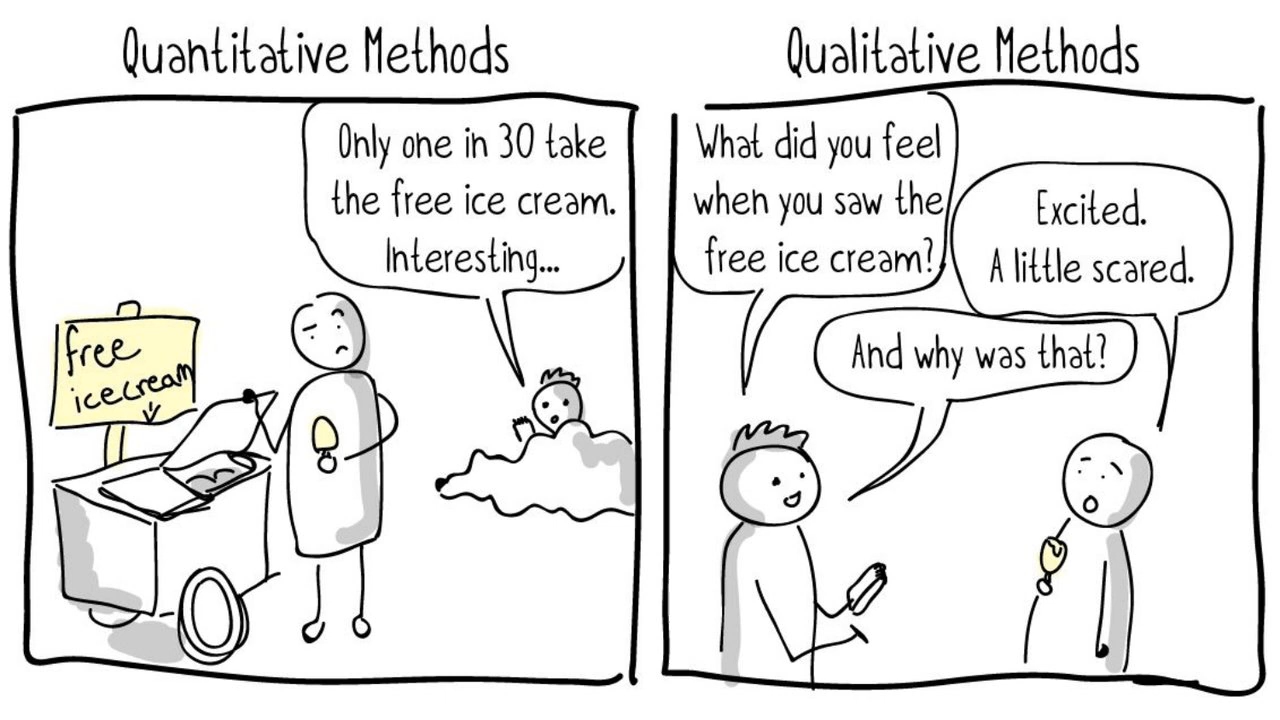 Quantitative Methods
Only one in 30 take
the free ice cream.
Interesting...
free
icecream
Qualitative Methods
What did you feel
when you saw the
free ice cream?
Excited.
A little scared.
And why was that?